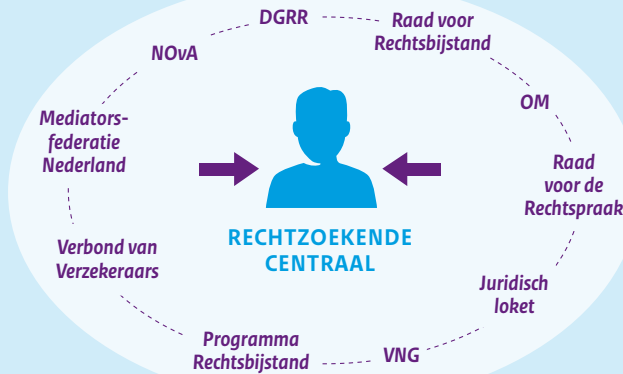 DGRR
Raad voor
Rechtsbijstand
OM
Raad
voor de
Rechtspraak
Juridisch
loket
VNG
Programma
Rechtsbijstand
Verbond van
Verzekeraars
Mediators-
federatie
Nederland
NOvA
RECHTZOEKENDE
CENTRAAL